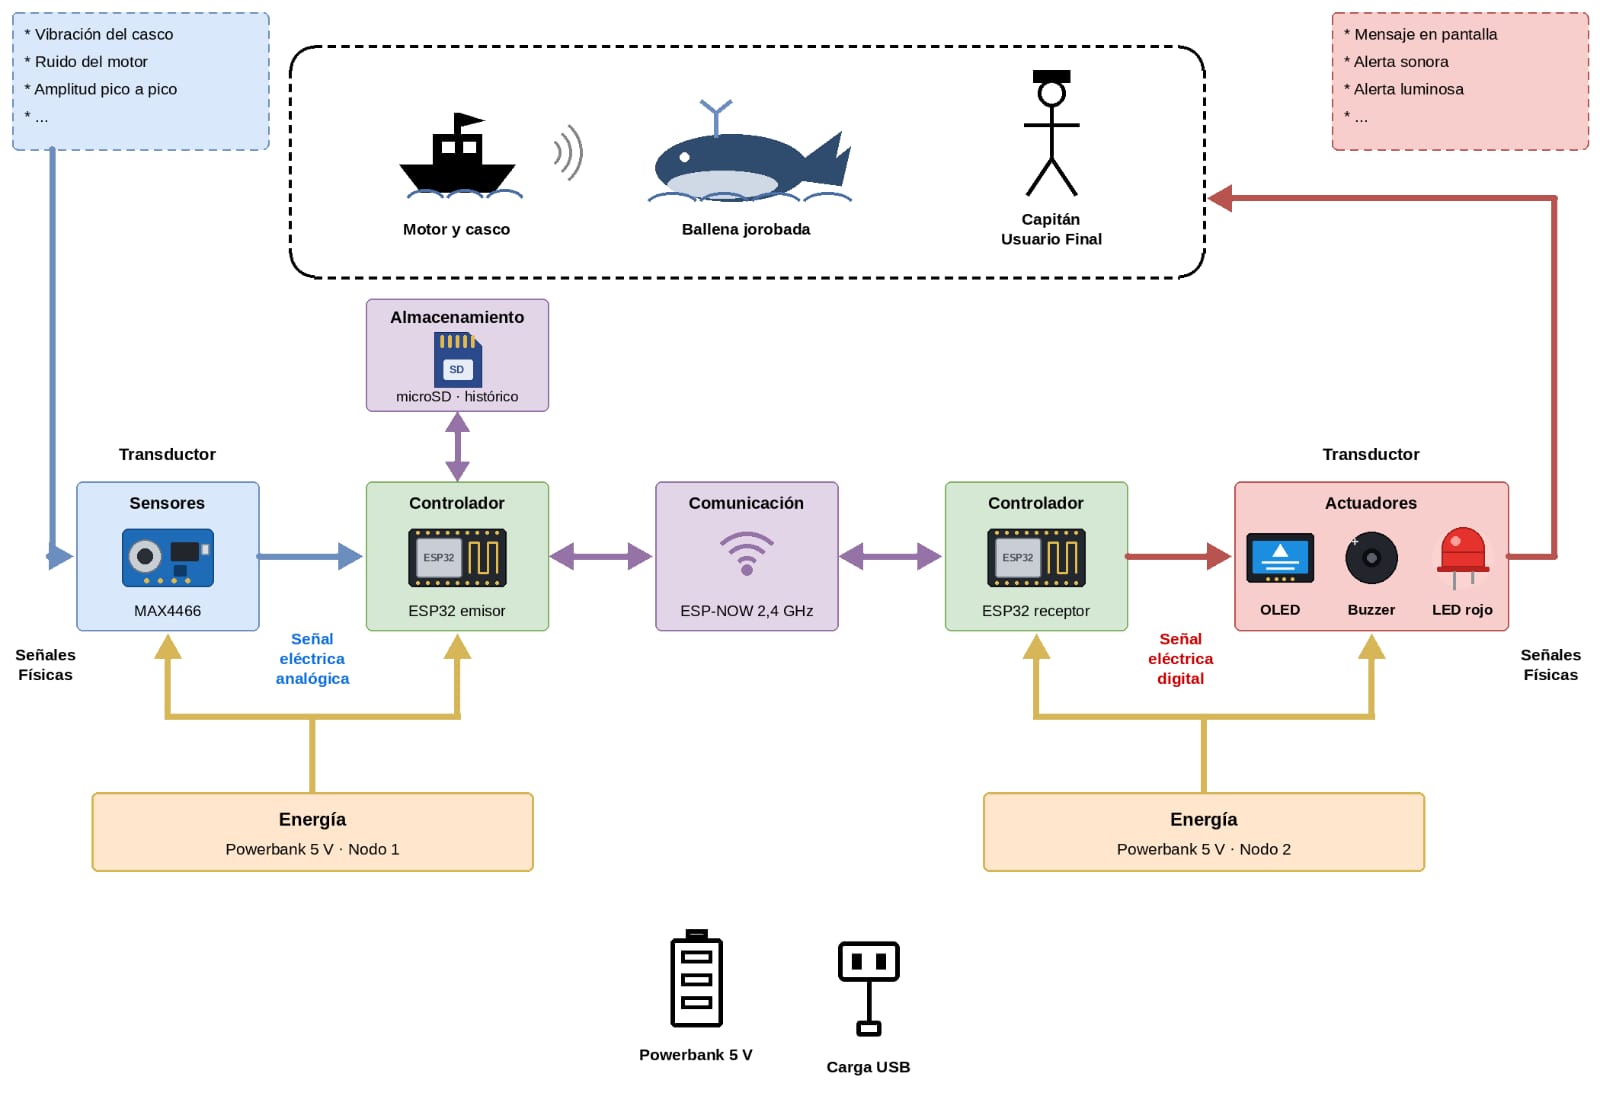 * Vibración del casco
* Ruido del motor
* Amplitud pico a pico
* ...
* Mensaje en pantalla
* Alerta sonora
* Alerta luminosa
* ...
Motor y casco
Ballena jorobada
Capitán
Usuario Final
Almacenamiento
SD
microSD · histórico
Transductor
Transductor
Sensores
MAX4466
Controlador
ESP32
ESP32 emisor
Comunicación
ESP-NOW 2,4 GHz
Controlador
ESP32
ESP32 receptor
Actuadores
OLED
Buzzer
LED rojo
Señales
Físicas
Señal
eléctrica
analógica
Señal
eléctrica
digital
Señales
Físicas
Energía
Powerbank 5 V · Nodo 1
Energía
Powerbank 5 V · Nodo 2
Powerbank 5 V
Carga USB